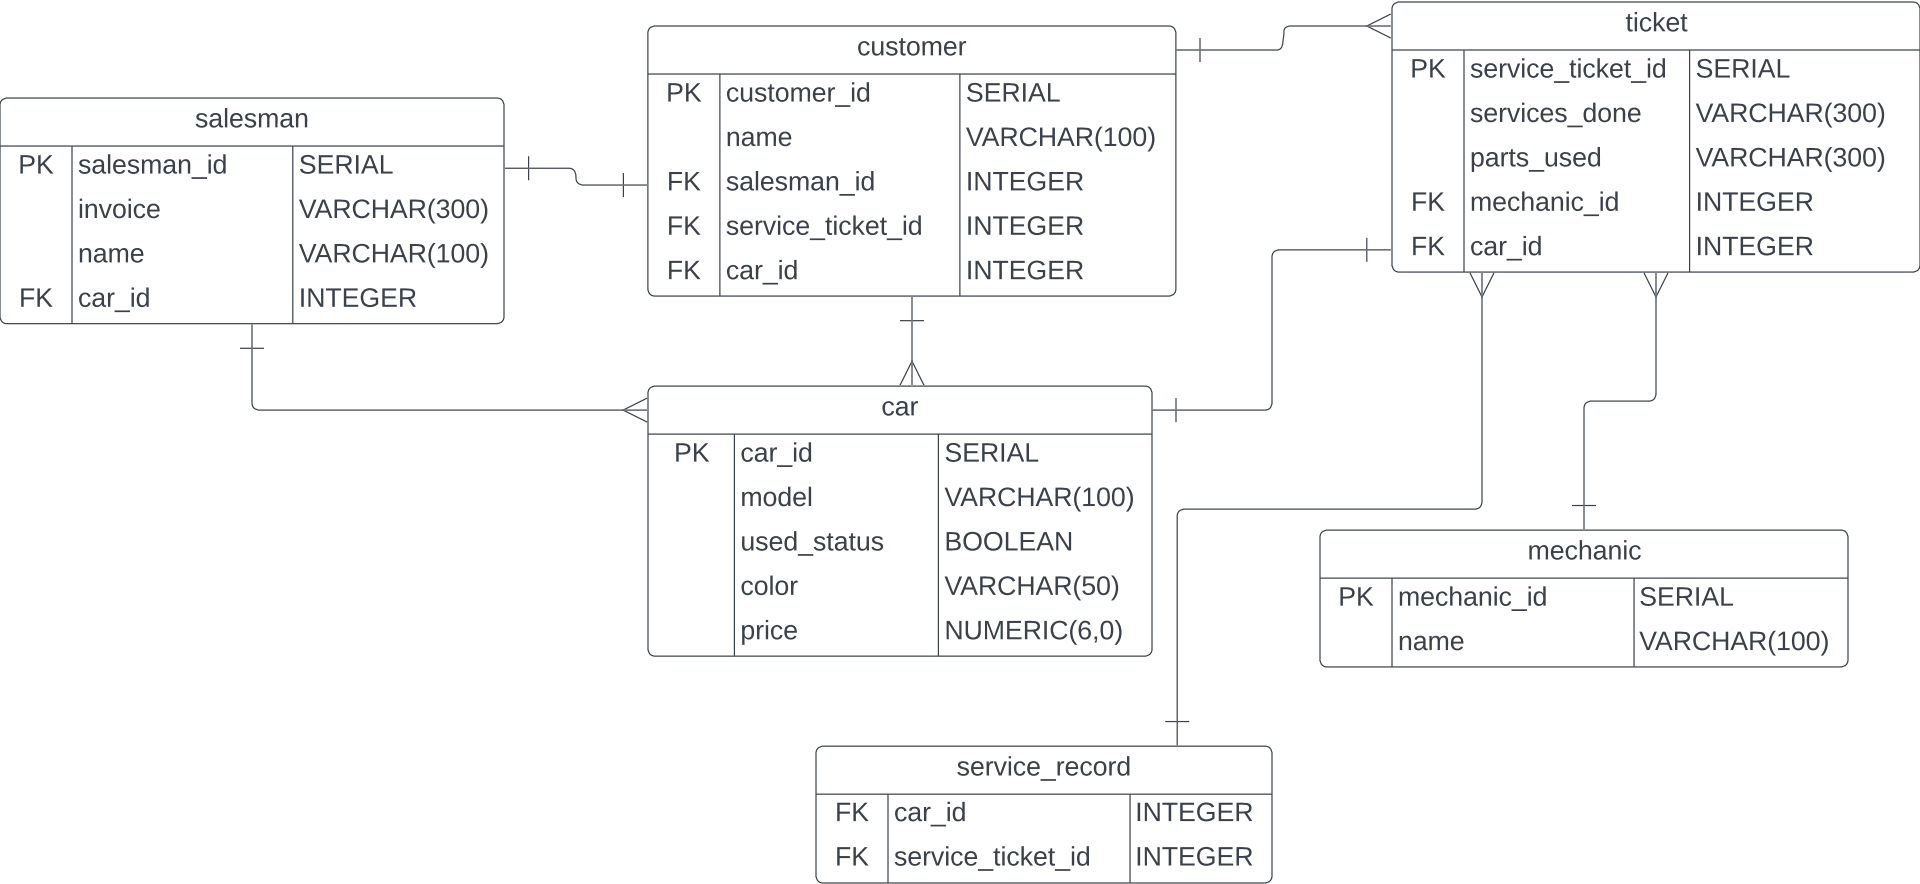 salesman
PK salesman_id SERIAL
invoice VARCHAR(300)
name VARCHAR(100)
FK car_id INTEGER
customer
PK customer_id SERIAL
name VARCHAR(100)
FK salesman_id INTEGER
FK service_ticket_id INTEGER
FK car_id INTEGER
ticket
PK service_ticket_id SERIAL
services_done VARCHAR(300)
parts_used VARCHAR(300)
FK mechanic_id INTEGER
FK car_id INTEGER
car
PK car_id SERIAL
model VARCHAR(100)
used_status BOOLEAN
color VARCHAR(50)
price NUMERIC(6,0)
mechanic
PK mechanic_id SERIAL
name VARCHAR(100)
service_record
FK car_id INTEGER
FK service_ticket_id INTEGER